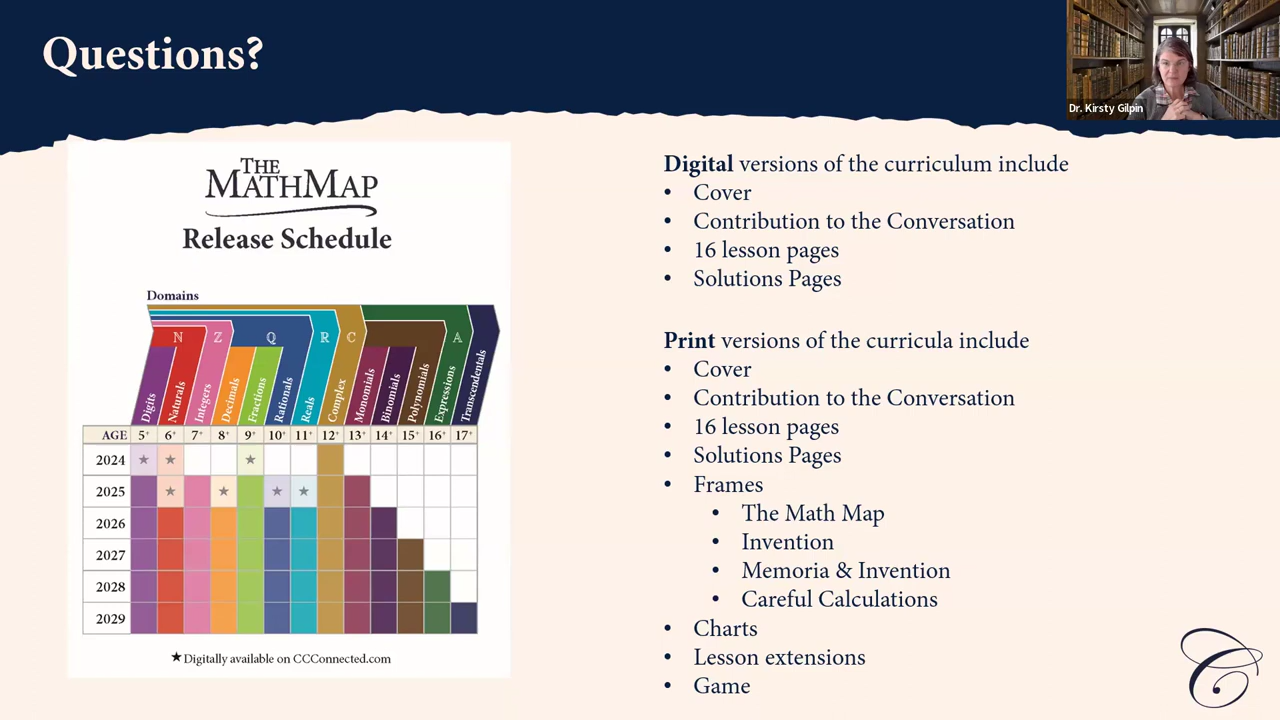 Questions?
Dr. Kirsty Gilpin
THE
MATHMAP
Release Schedule
Domains
N Z Q R C A
Digits
Naturals
Integers
Decimals
Fractions
Rationals
Reals
Complex
Monomials
Binomials
Polynomials
Expressions
Transcendentals
AGE 5+ 6+ 7+ 8+ 9+ 10+ 11+ 12+ 13+ 14+ 15+ 16+ 17+
2024 ★ ★ ★
2025 ★ ★ ★ ★
2026
2027
2028
2029
★Digitally available on CCConnected.com
Digital versions of the curriculum include
• Cover
• Contribution to the Conversation
• 16 lesson pages
• Solutions Pages
Print versions of the curricula include
• Cover
• Contribution to the Conversation
• 16 lesson pages
• Solutions Pages
• Frames
• The Math Map
• Invention
• Memoria & Invention
• Careful Calculations
• Charts
• Lesson extensions
• Game